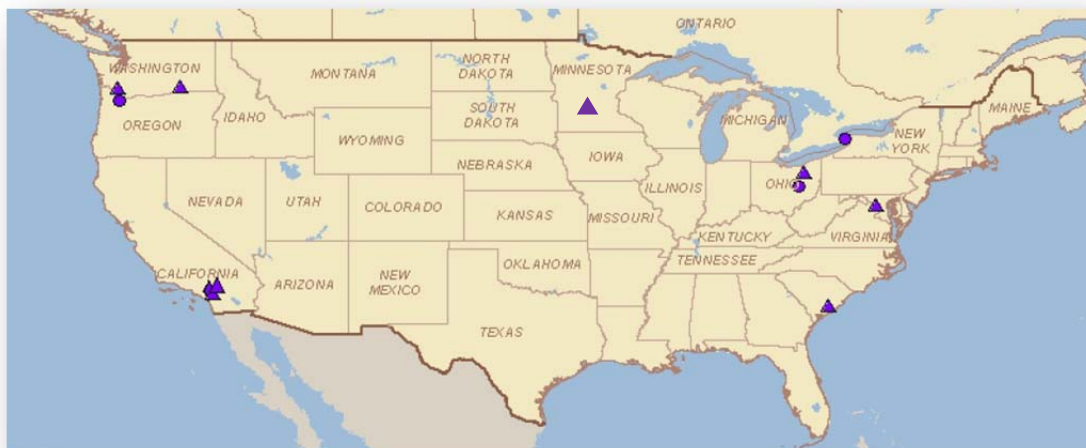 ONTARIO
WASHINGTON
MONTANA
NORTH
DAKOTA
MINNESOTA
MAINE
OREGON
IDAHO
SOUTH
DAKOTA
MICHIGAN
NEW
YORK
WYOMING
IOWA
NEBRASKA
NEVADA
UTAH
COLORADO
ILLINOIS
OHIO
KANSAS
MISSOURI
KENTUCKY
VIRGINIA
CALIFORNIA
ARIZONA
NEW
MEXICO
OKLAHOMA
TENNESSEE
TEXAS